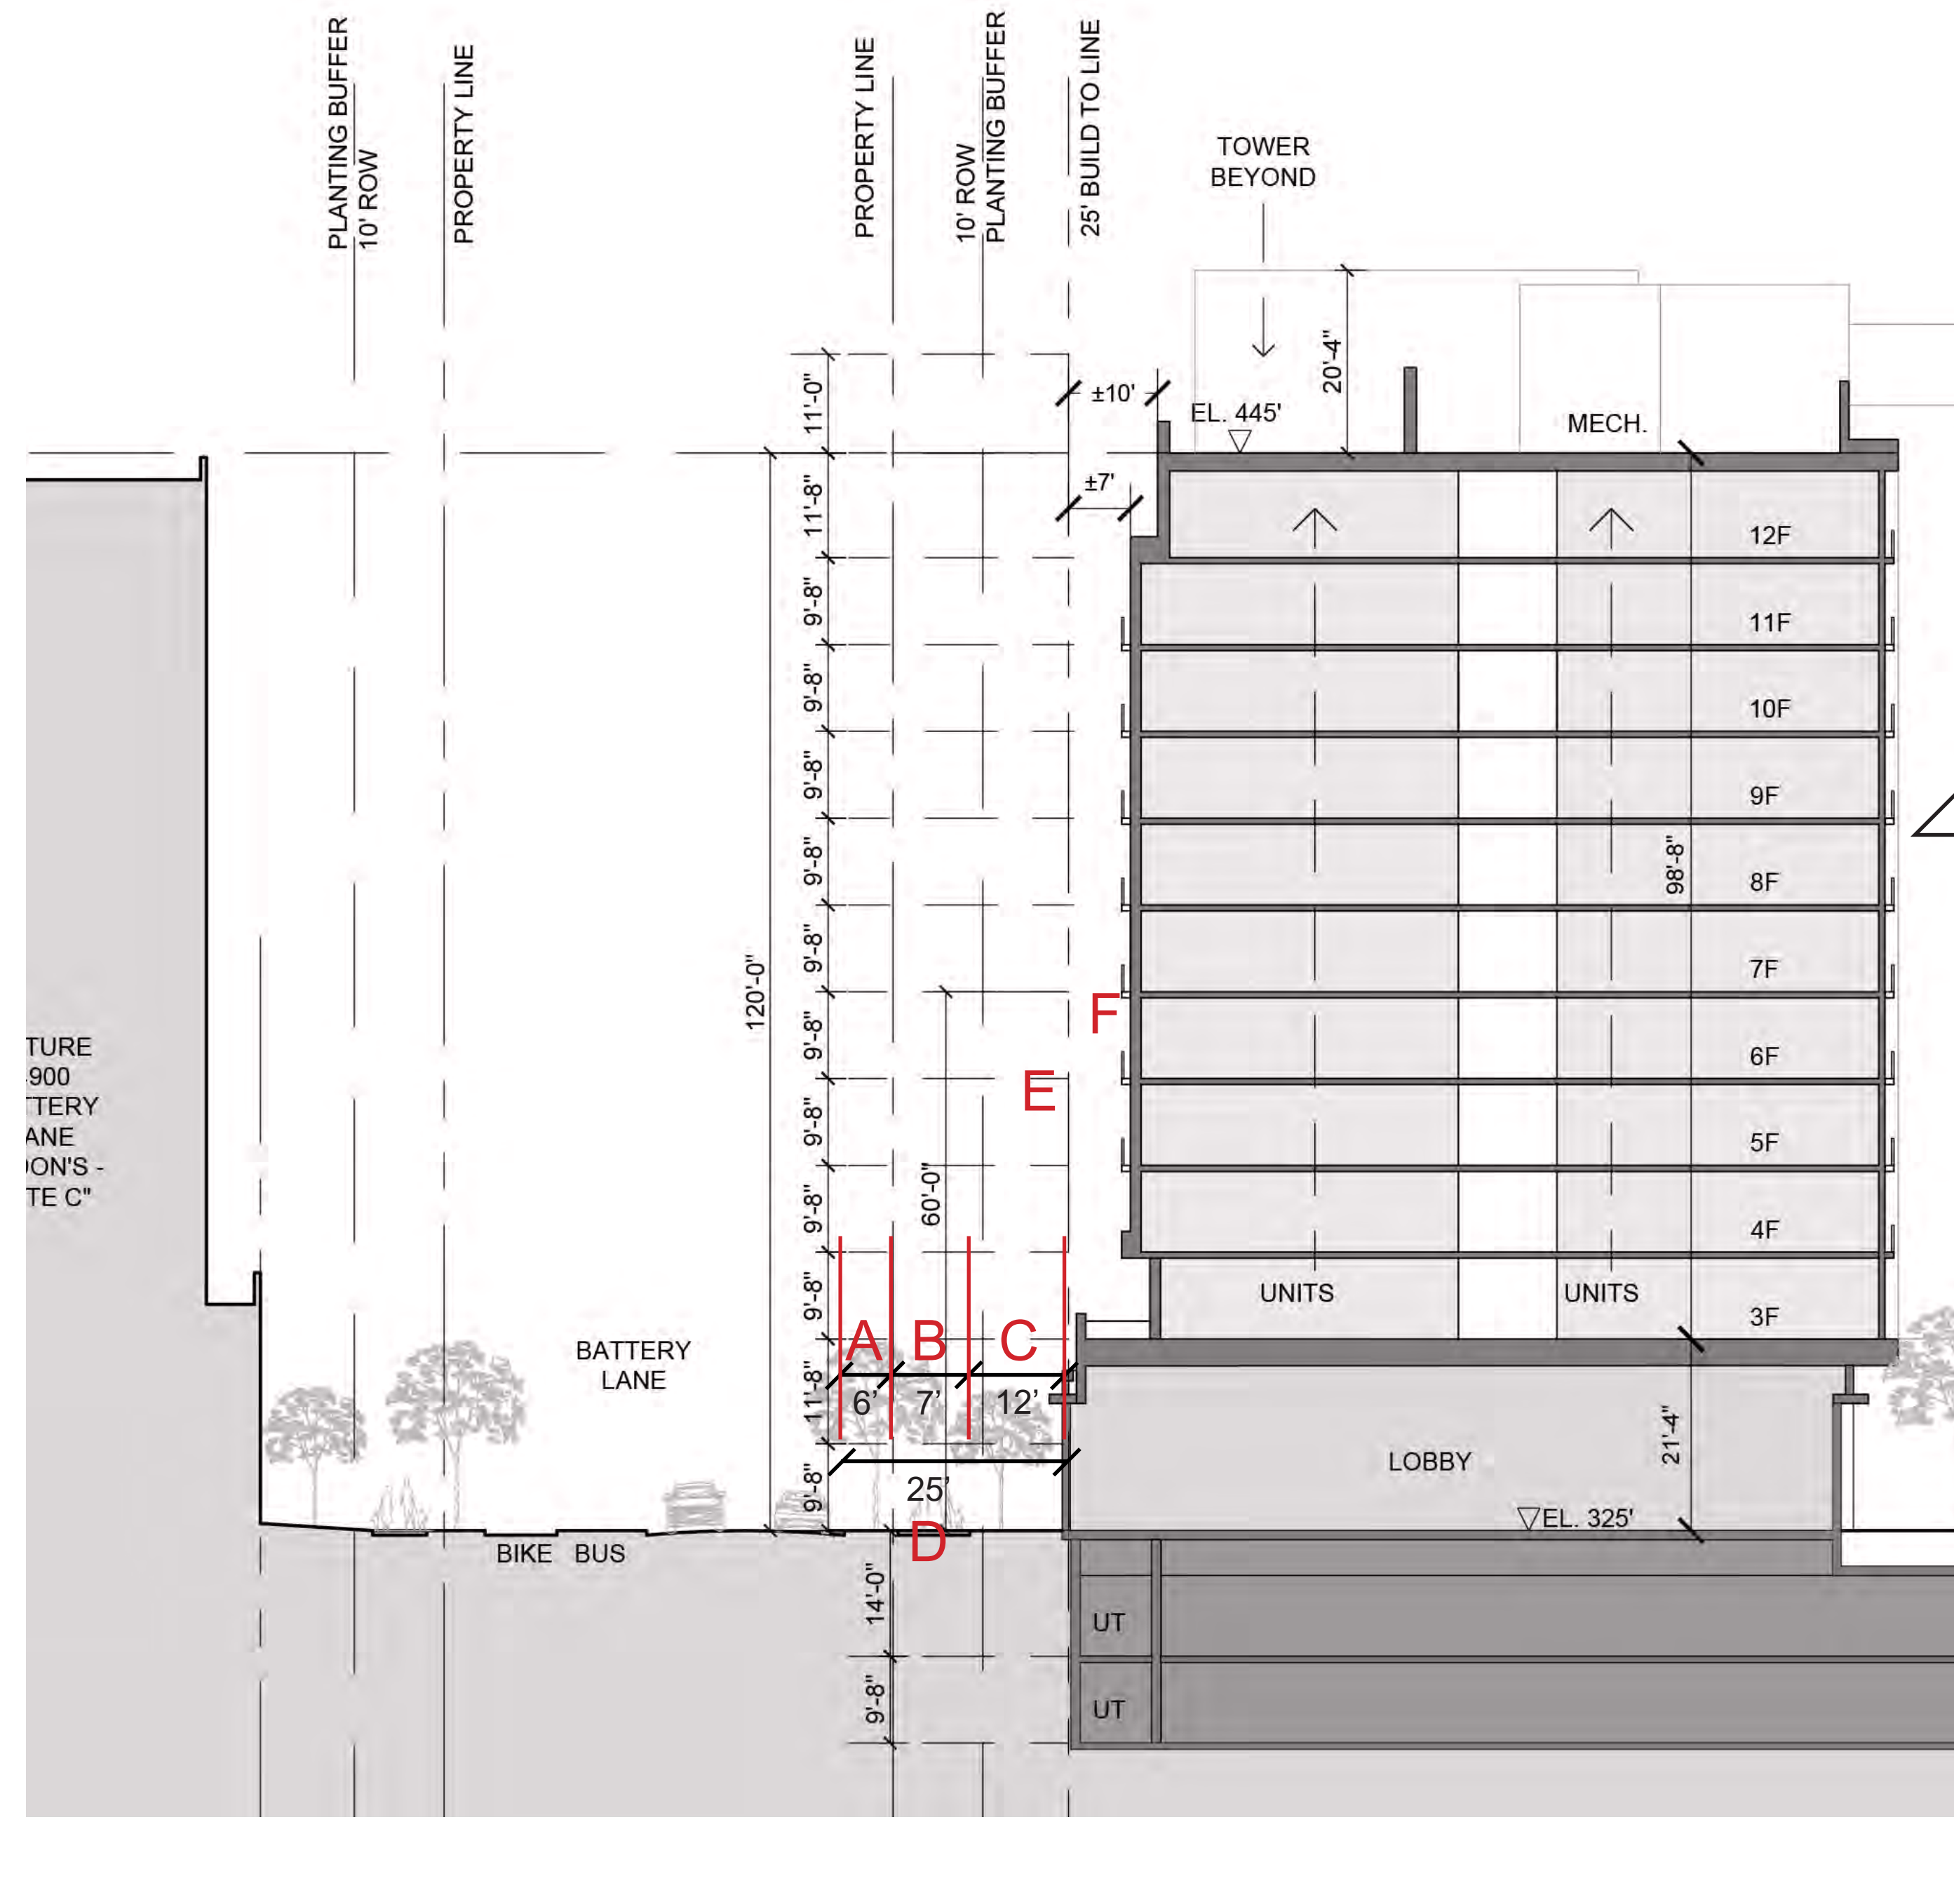 PLANTING BUFFER
10' ROW
PROPERTY LINE
PROPERTY LINE
10' ROW
PLANTING BUFFER
25' BUILD TO LINE
TOWER
BEYOND
20'-4"
11'-0"
±10'
EL. 445'
MECH.
±7'
11'-8"
12F
9'-8"
11F
9'-8"
10F
9'-8"
9F
9'-8"
98'-8"
8F
9'-8"
7F
120'-0"
F
9'-8"
6F
TURE
-900
TTERY
ANE
OON'S -
TE C"
E
9'-8"
5F
60'-0"
9'-8"
4F
9'-8"
UNITS
UNITS
3F
BATTERY
LANE
A
B
C
11'-8"
6’
7’
12’
21'-4"
LOBBY
9'-8"
25’
EL. 325'
D
BIKE
BUS
14'-0"
UT
9'-8"
UT